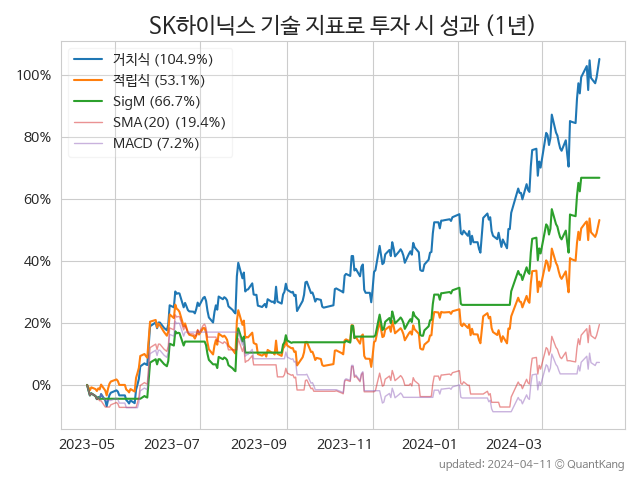 SK하이닉스 기술 지표로 투자 시 성과 (1년)
거치식 (104.9%)
적립식 (53.1%)
SigM (66.7%)
SMA(20) (19.4%)
MACD (7.2%)
100%
80%
60%
40%
20%
0%
2023-05 2023-07 2023-09 2023-11 2024-01 2024-03
updated: 2024-04-11 © QuantKang